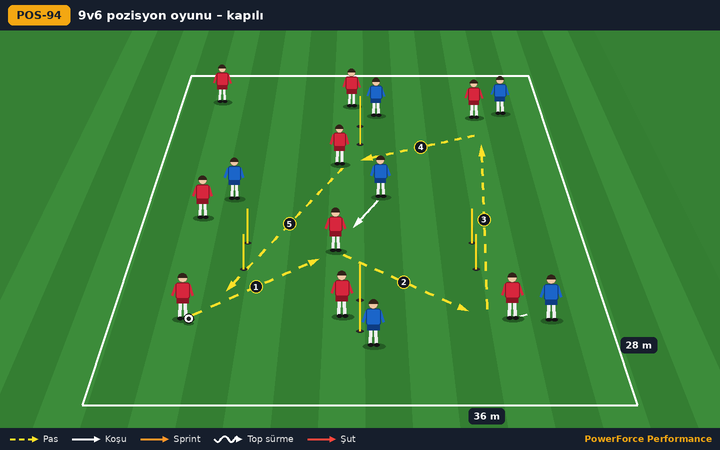 POS-94 9v6 pozisyon oyunu – kapılı
4
5
3
1
2
28 m
36 m
Pas Koşu Sprint Top sürme Şut PowerForce Performance